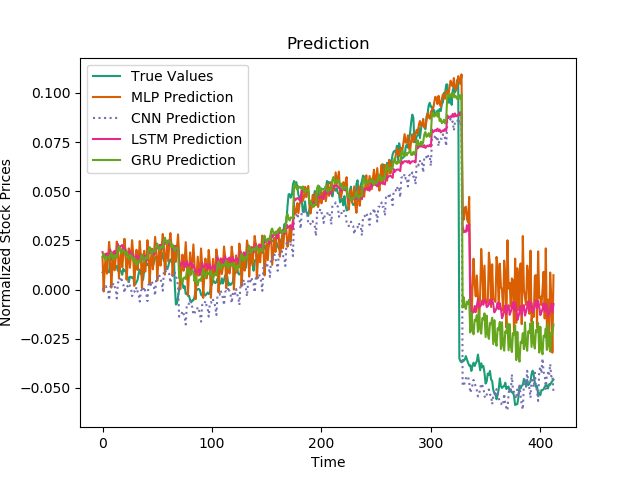 Prediction
True Values
MLP Prediction
CNN Prediction
LSTM Prediction
GRU Prediction
Normalized Stock Prices
0.100
0.075
0.050
0.025
0.000
−0.025
−0.050
0
100
200
300
400
Time